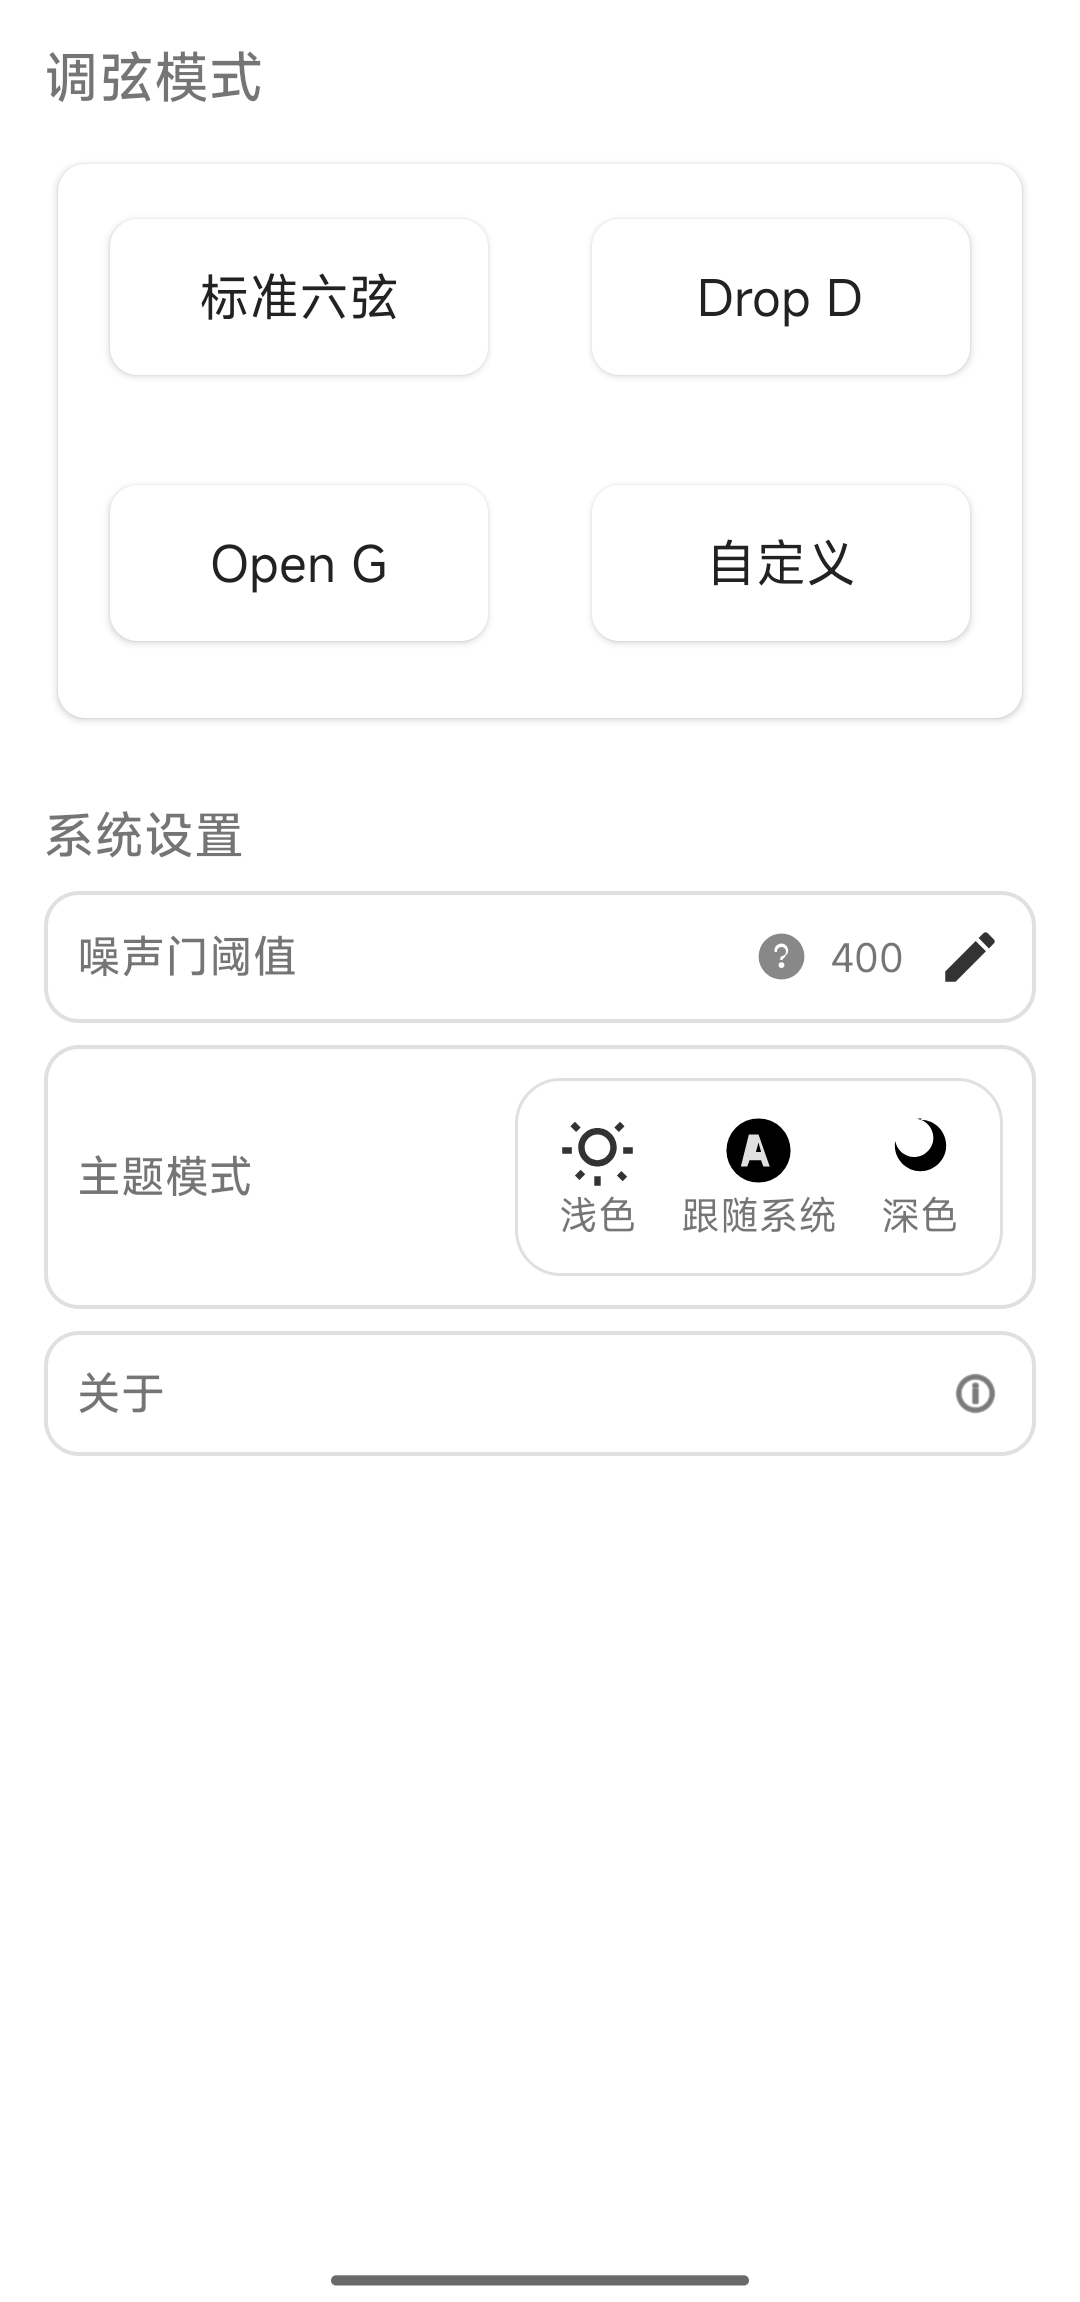 调弦模式
标准六弦 Drop D
Open G 自定义
系统设置
噪声门阈值 ? 400
主题模式
A
浅色 跟随系统 深色
关于